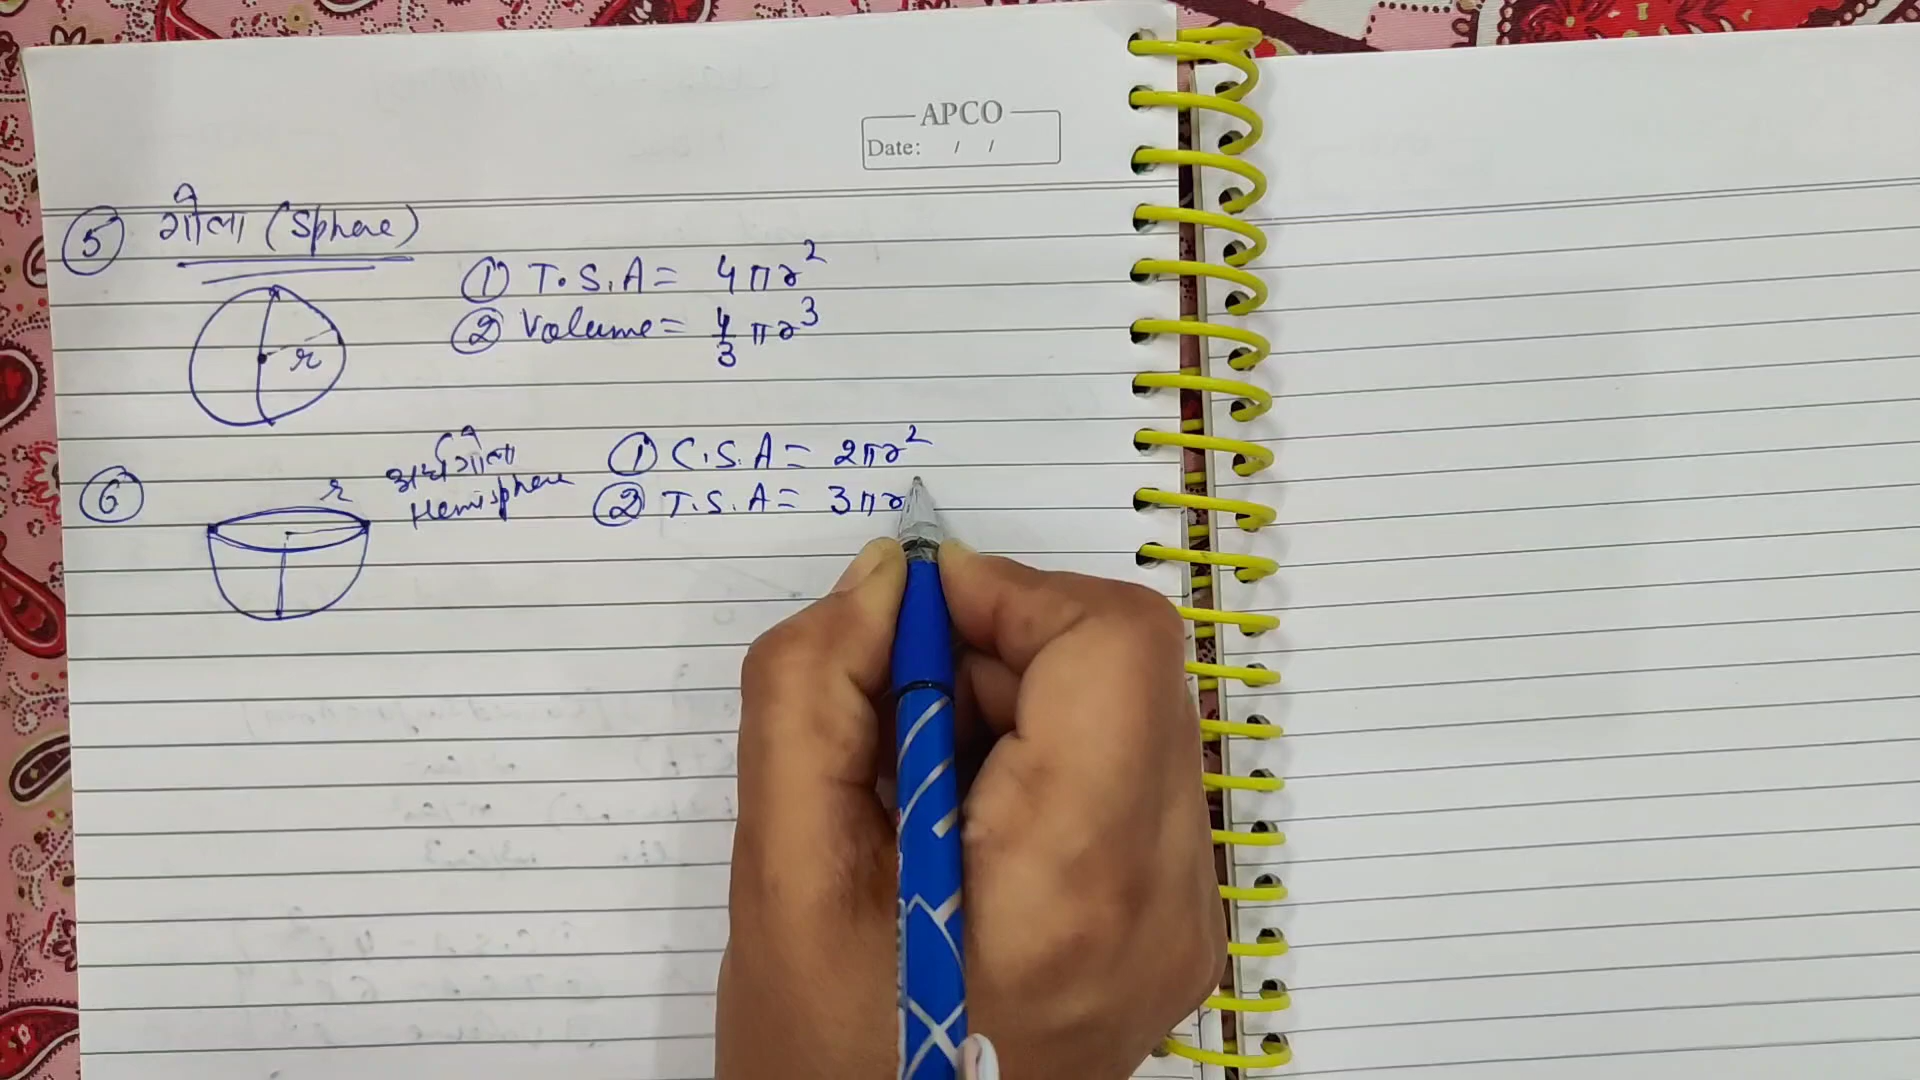 APCO
Date: / /
⑤ गोला (Sphere)
① T.S.A = 4πr²
② Volume = 4/3 πr³
r
⑥ अर्धगोला
Hemisphere
r
① C.S.A = 2πr²
② T.S.A = 3πr